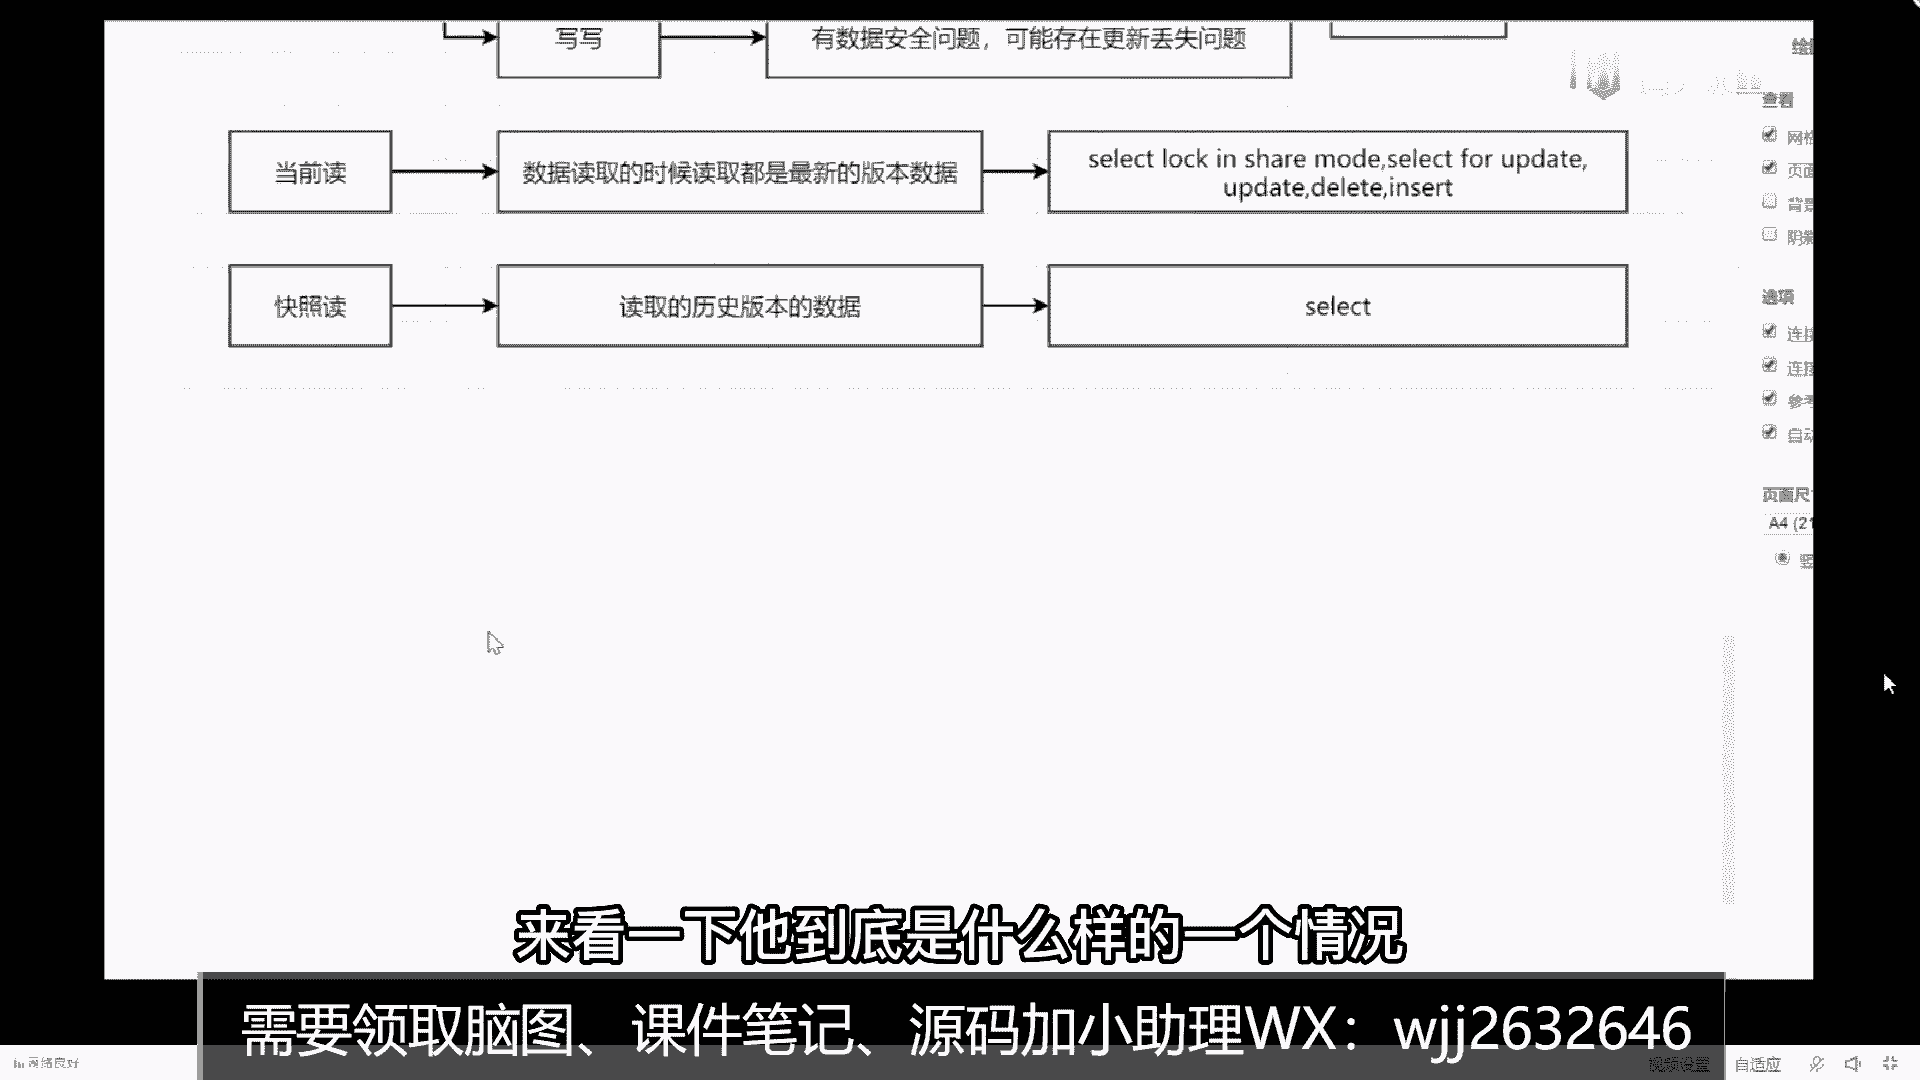 写写
有数据安全问题，可能存在更新丢失问题
查看
当前读
数据读取的时候读取都是最新的版本数据
select lock in share mode,select for update,
update,delete,insert
网格
页面
背景
阴影
快照读
读取的历史版本的数据
select
选项
连接
连接
参考
自动
页面尺寸
A4 (21
竖
来看一下他到底是什么样的一个情况
需要领取脑图、课件笔记、源码加小助理WX：wjj2632646
网络良好
视频设置
自适应